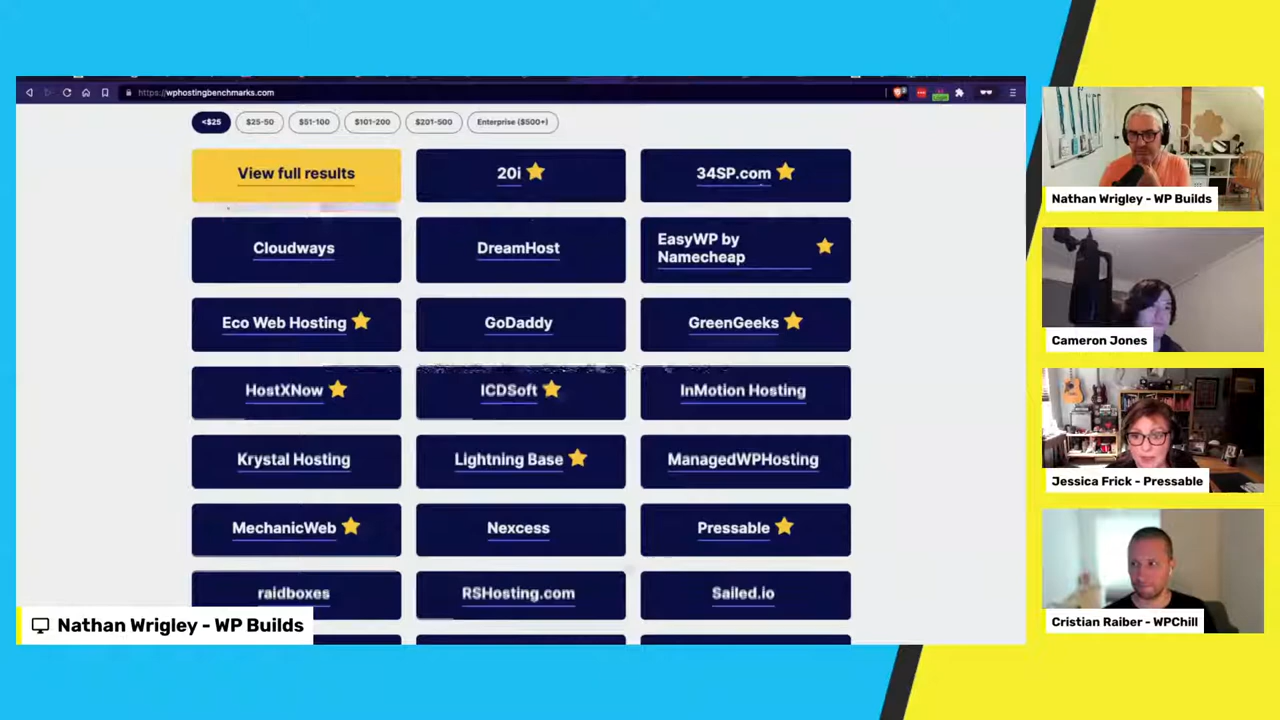 https://wphostingbenchmarks.com
<$25
$25-50
$51-100
$101-200
$201-500
Enterprise ($500+)
View full results
20i
34SP.com
Cloudways
DreamHost
EasyWP by
Namecheap
Eco Web Hosting
GoDaddy
GreenGeeks
HostXNow
ICDSoft
InMotion Hosting
Krystal Hosting
Lightning Base
ManagedWPHosting
MechanicWeb
Nexcess
Pressable
raidboxes
RSHosting.com
Sailed.io
Nathan Wrigley - WP Builds
Nathan Wrigley - WP Builds
Cameron Jones
Jessica Frick - Pressable
Cristian Raiber - WPChill